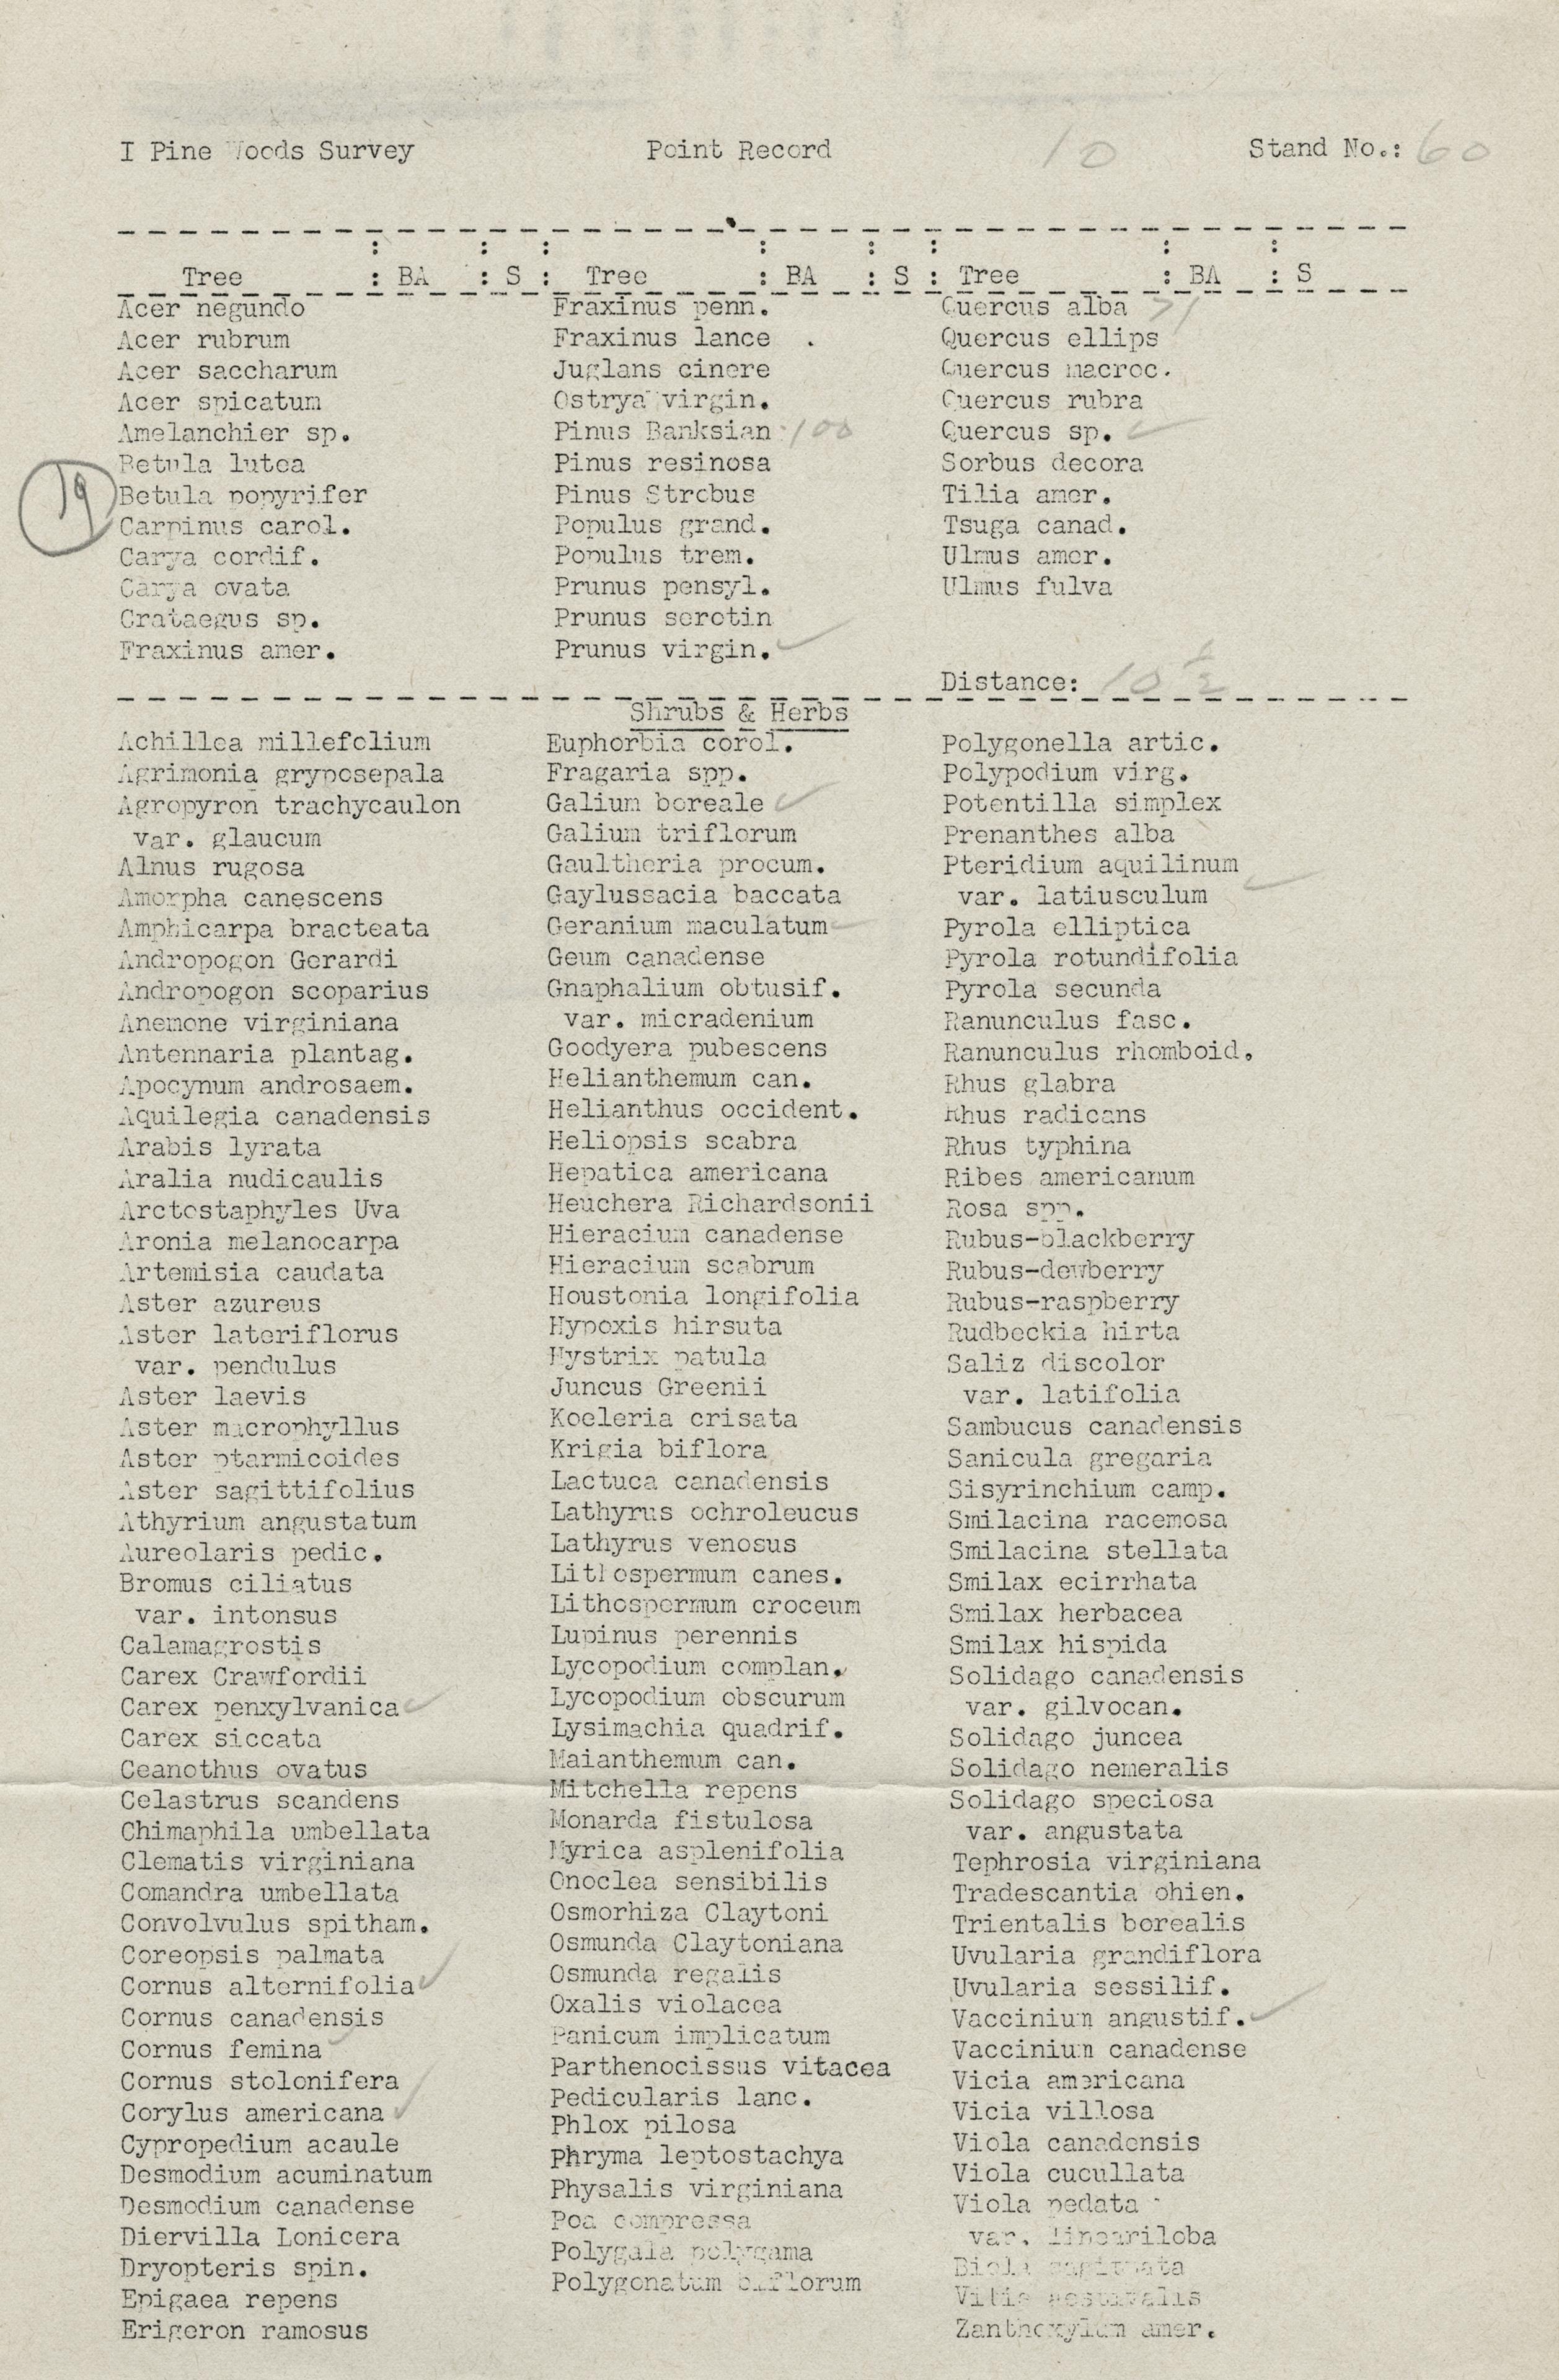 I Pine Woods Survey Point Record 10 Stand No.: 60
Tree : BA : S : Tree : BA : S : Tree : BA : S
Acer negundo
Acer rubrum
Acer saccharum
Acer spicatum
Amelanchier sp.
Betula lutea
19
Betula popyrifer
Carpinus carol.
Carya cordif.
Carya ovata
Crataegus sp.
Fraxinus amer.
Fraxinus penn.
Fraxinus lance .
Juglans cinere
Ostrya virgin.
Pinus Banksian 100
Pinus resinosa
Pinus Strobus
Populus grand.
Populus trem.
Prunus pensyl.
Prunus serotin
Prunus virgin. ✓
Quercus alba >1
Quercus ellips
Quercus macroc.
Quercus rubra
Quercus sp. ✓
Sorbus decora
Tilia amer.
Tsuga canad.
Ulmus amer.
Ulmus fulva
Distance: 10
Shrubs & Herbs
Achillea millefolium
Agrimonia gryposepala
Agropyron trachycaulon
var. glaucum
Alnus rugosa
Amorpha canescens
Amphicarpa bracteata
Andropogon Gerardi
Andropogon scoparius
Anemone virginiana
Antennaria plantag.
Apocynum androsaem.
Aquilegia canadensis
Arabis lyrata
Aralia nudicaulis
Arctostaphyles Uva
Aronia melanocarpa
Artemisia caudata
Aster azureus
Aster lateriflorus
var. pendulus
Aster laevis
Aster macrophyllus
Aster ptarmicoides
Aster sagittifolius
Athyrium angustatum
Aureolaris pedic.
Bromus ciliatus
var. intonsus
Calamagrostis
Carex Crawfordii
Carex penxylvanica ✓
Carex siccata
Ceanothus ovatus
Celastrus scandens
Chimaphila umbellata
Clematis virginiana
Comandra umbellata
Convolvulus spitham.
Coreopsis palmata
Cornus alternifolia ✓
Cornus canadensis
Cornus femina ✓
Cornus stolonifera
Corylus americana ✓
Cypropedium acaule
Desmodium acuminatum
Desmodium canadense
Diervilla Lonicera
Dryopteris spin.
Epigaea repens
Erigeron ramosus
Euphorbia corol.
Fragaria spp.
Galium boreale ✓
Galium triflorum
Gaultheria procum.
Gaylussacia baccata
Geranium maculatum ✓
Geum canadense
Gnaphalium obtusif.
var. micradenium
Goodyera pubescens
Helianthemum can.
Helianthus occident.
Heliopsis scabra
Hepatica americana
Heuchera Richardsonii
Hieracium canadense
Hieracium scabrum
Houstonia longifolia
Hypoxis hirsuta
Hystrix patula
Juncus Greenii
Koeleria crisata
Krigia biflora
Lactuca canadensis
Lathyrus ochroleucus
Lathyrus venosus
Lithospermum canes.
Lithospermum croceum
Lupinus perennis
Lycopodium complan.
Lycopodium obscurum
Lysimachia quadrif.
Maianthemum can.
Mitchella repens
Monarda fistulosa
Myrica asplenifolia
Onoclea sensibilis
Osmorhiza Claytoni
Osmunda Claytoniana
Osmunda regalis
Oxalis violacea
Panicum implicatum
Parthenocissus vitacea
Pedicularis lanc.
Phlox pilosa
Phryma leptostachya
Physalis virginiana
Poa compressa
Polygala polygama
Polygonatum biflorum
Polygonella artic.
Polypodium virg.
Potentilla simplex
Prenanthes alba
Pteridium aquilinum
var. latiusculum ✓
Pyrola elliptica
Pyrola rotundifolia
Pyrola secunda
Ranunculus fasc.
Ranunculus rhomboid.
Rhus glabra
Rhus radicans
Rhus typhina
Ribes americanum
Rosa spp.
Rubus-blackberry
Rubus-dewberry
Rubus-raspberry
Rudbeckia hirta
Saliz discolor
var. latifolia
Sambucus canadensis
Sanicula gregaria
Sisyrinchium camp.
Smilacina racemosa
Smilacina stellata
Smilax ecirrhata
Smilax herbacea
Smilax hispida
Solidago canadensis
var. gilvocan.
Solidago juncea
Solidago nemeralis
Solidago speciosa
var. angustata
Tephrosia virginiana
Tradescantia ohien.
Trientalis borealis
Uvularia grandiflora
Uvularia sessilif.
Vaccinium angustif. ✓
Vaccinium canadense
Vicia americana
Vicia villosa
Viola canadensis
Viola cucullata
Viola pedata
var. lineariloba
Biola sagittata
Vitis aestivalis
Zanthoxylum amer.